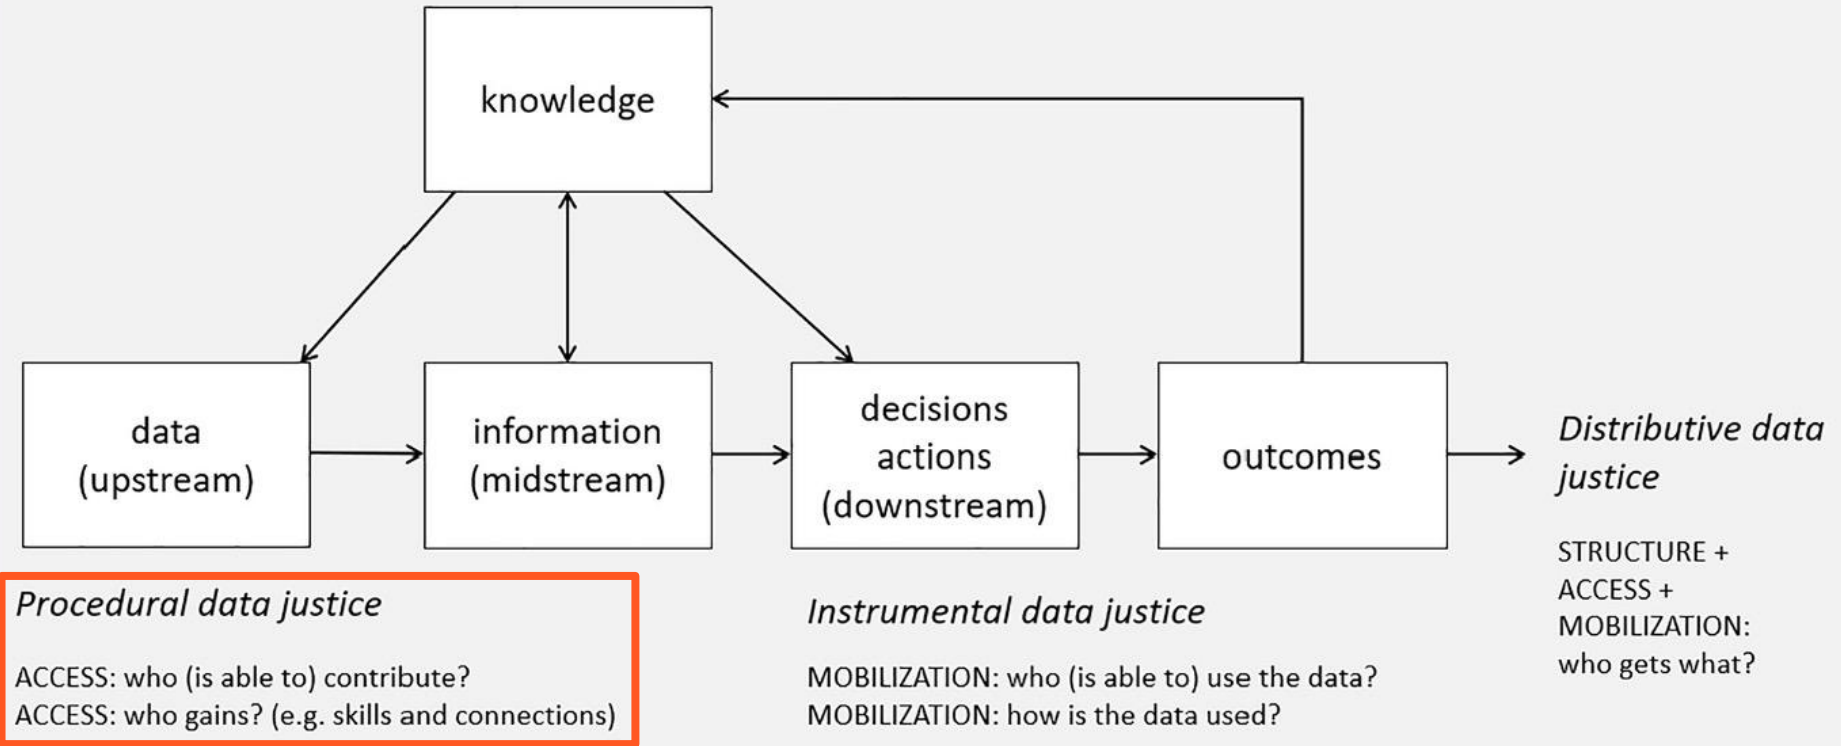 knowledge
data
(upstream)
information
(midstream)
decisions
actions
(downstream)
outcomes
Distributive data
justice
STRUCTURE +
ACCESS +
MOBILIZATION:
who gets what?
Procedural data justice
ACCESS: who (is able to) contribute?
ACCESS: who gains? (e.g. skills and connections)
Instrumental data justice
MOBILIZATION: who (is able to) use the data?
MOBILIZATION: how is the data used?